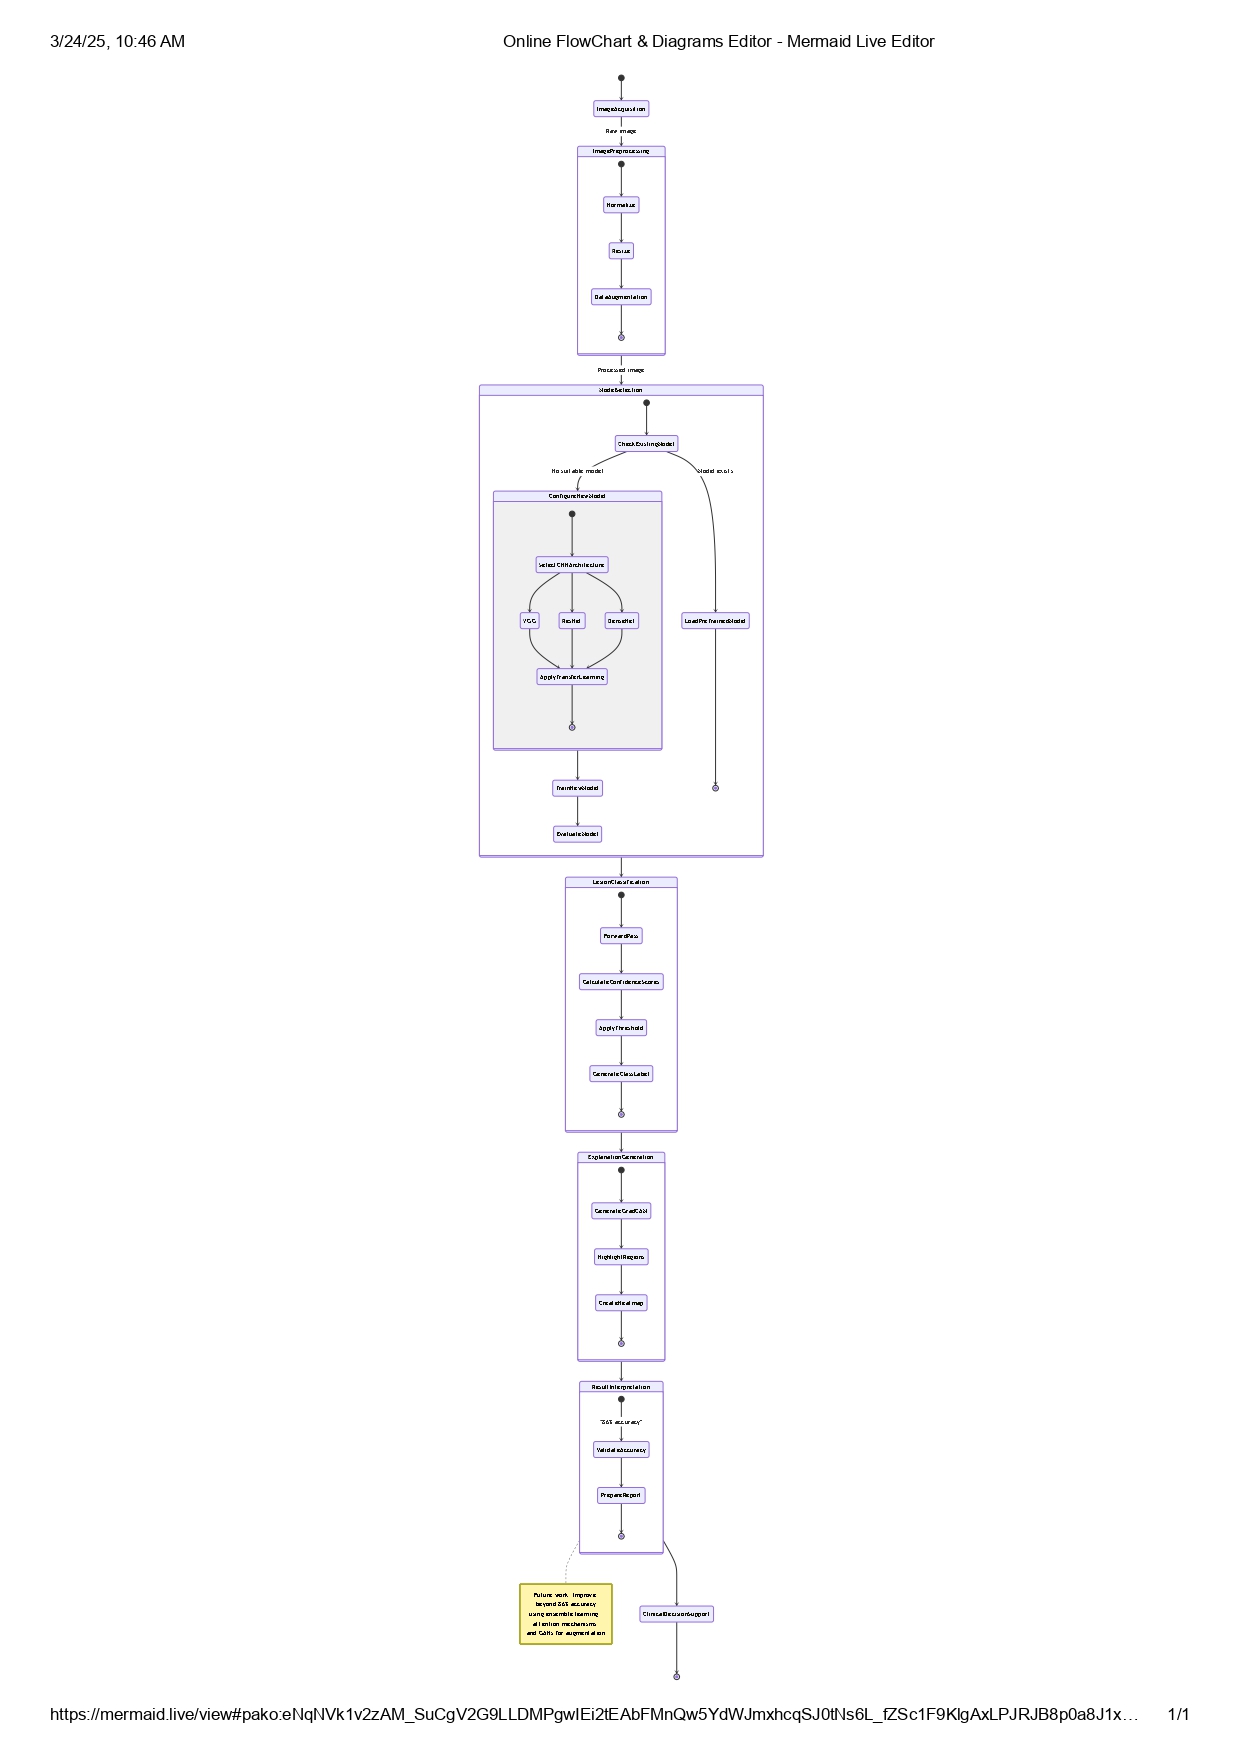 3/24/25, 10:46 AM
Online FlowChart & Diagrams Editor - Mermaid Live Editor
ImageAcquisition
Raw image
ImagePreprocessing
Normalize
Resize
DataAugmentation
Processed image
ModelSelection
CheckExistingModel
No suitable model
Model exists
ConfigureNewModel
SelectCNNArchitecture
VGG
ResNet
DenseNet
LoadPreTrainedModel
ApplyTransferLearning
TrainNewModel
EvaluateModel
LesionClassification
ForwardPass
CalculateConfidenceScores
ApplyThreshold
GenerateClassLabel
ExplanationGeneration
GenerateGradCAM
HighlightRegions
CreateHeatmap
ResultInterpretation
accuracy"
ValidateAccuracy
PrepareReport
Future work: Improve
beyond accuracy
using ensemble learning
attention mechanisms
and GANs for augmentation
ClinicalDecisionSupport
https://mermaid.live/view#pako:eNqNVk1v2zAM_SuCgV2G9LLDMPgwIEi2tEAbFMnQw5YdWJmxhcqSJ0tNs6L_fZSc1F9KlgAxLPJRJJB8p0a8J1x…
1/1